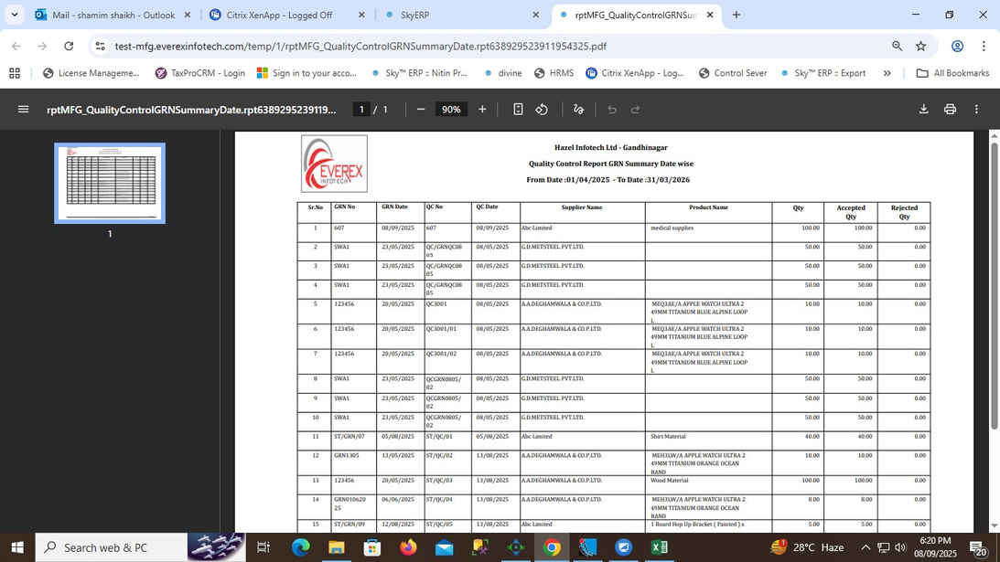 Mail - shamim shaikh - Outlook
Citrix XenApp - Logged Off
SkyERP
rptMFG_QualityControlGRNSumm
test-mfg.everexinfotech.com/temp/1/rptMFG_QualityControlGRNSummaryDate.rpt638929523911954325.pdf
License Manageme...
TaxProCRM - Login
Sign in to your acco...
Sky™ ERP :: Nitin Pr...
divine
HRMS
Citrix XenApp - Log...
Control Sever
Sky™ ERP :: Export
All Bookmarks
rptMFG_QualityControlGRNSummaryDate.rpt6389295239119...
1 / 1
90%
1
EVEREX
INFOTECH
Hazel Infotech Ltd - Gandhinagar
Quality Control Report GRN Summary Date wise
From Date :01/04/2025 - To Date :31/03/2026
Sr.No GRN No GRN Date QC No QC Date Supplier Name Product Name Qty Accepted Qty Rejected Qty
1 607 08/09/2025 607 08/09/2025 Abc Limited medical supplies 100.00 100.00 0.00
2 SWA1 23/05/2025 QC/GRNQC08 05 08/05/2025 G.D.METSTEEL PVT.LTD. 50.00 50.00 0.00
3 SWA1 23/05/2025 QC/GRNQC08 05 08/05/2025 G.D.METSTEEL PVT.LTD. 50.00 50.00 0.00
4 SWA1 23/05/2025 QC/GRNQC08 05 08/05/2025 G.D.METSTEEL PVT.LTD. 50.00 50.00 0.00
5 123456 20/05/2025 QC3001 08/05/2025 A.A.DEGHAMWALA & CO.P.LTD. MEQ3AE/A APPLE WATCH ULTRA 2 49MM TITANIUM BLUE ALPINE LOOP L 10.00 10.00 0.00
6 123456 20/05/2025 QC3001/01 08/05/2025 A.A.DEGHAMWALA & CO.P.LTD. MEQ3AE/A APPLE WATCH ULTRA 2 49MM TITANIUM BLUE ALPINE LOOP L 10.00 10.00 0.00
7 123456 20/05/2025 QC3001/02 08/05/2025 A.A.DEGHAMWALA & CO.P.LTD. MEQ3AE/A APPLE WATCH ULTRA 2 49MM TITANIUM BLUE ALPINE LOOP L 10.00 10.00 0.00
8 SWA1 23/05/2025 QCGRN0805/ 02 08/05/2025 G.D.METSTEEL PVT.LTD. 50.00 50.00 0.00
9 SWA1 23/05/2025 QCGRN0805/ 02 08/05/2025 G.D.METSTEEL PVT.LTD. 50.00 50.00 0.00
10 SWA1 23/05/2025 QCGRN0805/ 02 08/05/2025 G.D.METSTEEL PVT.LTD. 50.00 50.00 0.00
11 ST/GRN/07 05/08/2025 ST/QC/01 05/08/2025 Abc Limited Shirt Material 40.00 40.00 0.00
12 GRN1305 13/05/2025 ST/QC/02 13/08/2025 A.A.DEGHAMWALA & CO.P.LTD. MEH3LW/A APPLE WATCH ULTRA 2 49MM TITANIUM ORANGE OCEAN BAND 10.00 10.00 0.00
13 123456 20/05/2025 ST/QC/03 13/08/2025 A.A.DEGHAMWALA & CO.P.LTD. Wood Material 100.00 100.00 0.00
14 GRN010620 25 06/06/2025 ST/QC/04 13/08/2025 A.A.DEGHAMWALA & CO.P.LTD. MEH3LW/A APPLE WATCH ULTRA 2 49MM TITANIUM ORANGE OCEAN BAND 8.00 8.00 0.00
15 ST/GRN/09 12/08/2025 ST/QC/05 13/08/2025 Abc Limited 1 Board Hop Up Bracket ( Painted ) x 5.00 5.00 0.00
Search web & PC
28°C Haze
6:20 PM
08/09/2025
20